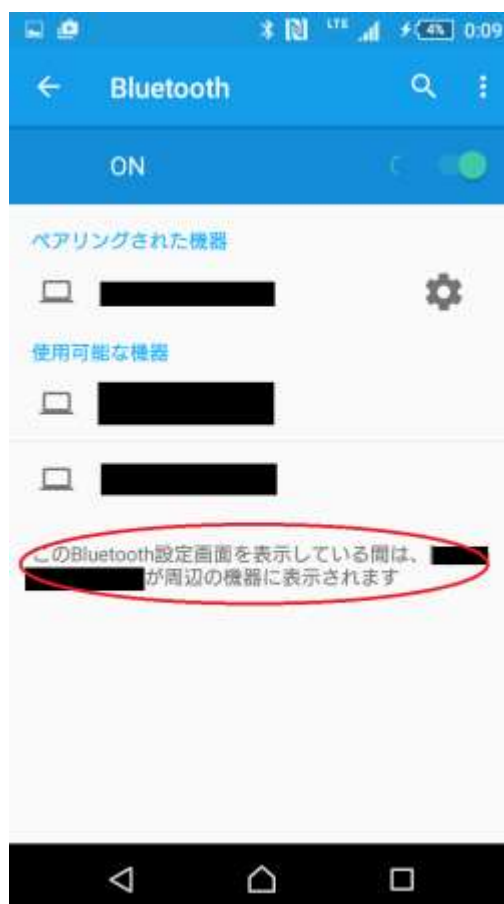 LTE 4% 0:09
Bluetooth
ON
ペアリングされた機器
使用可能な機器
このBluetooth設定画面を表示している間は、
が周辺の機器に表示されます